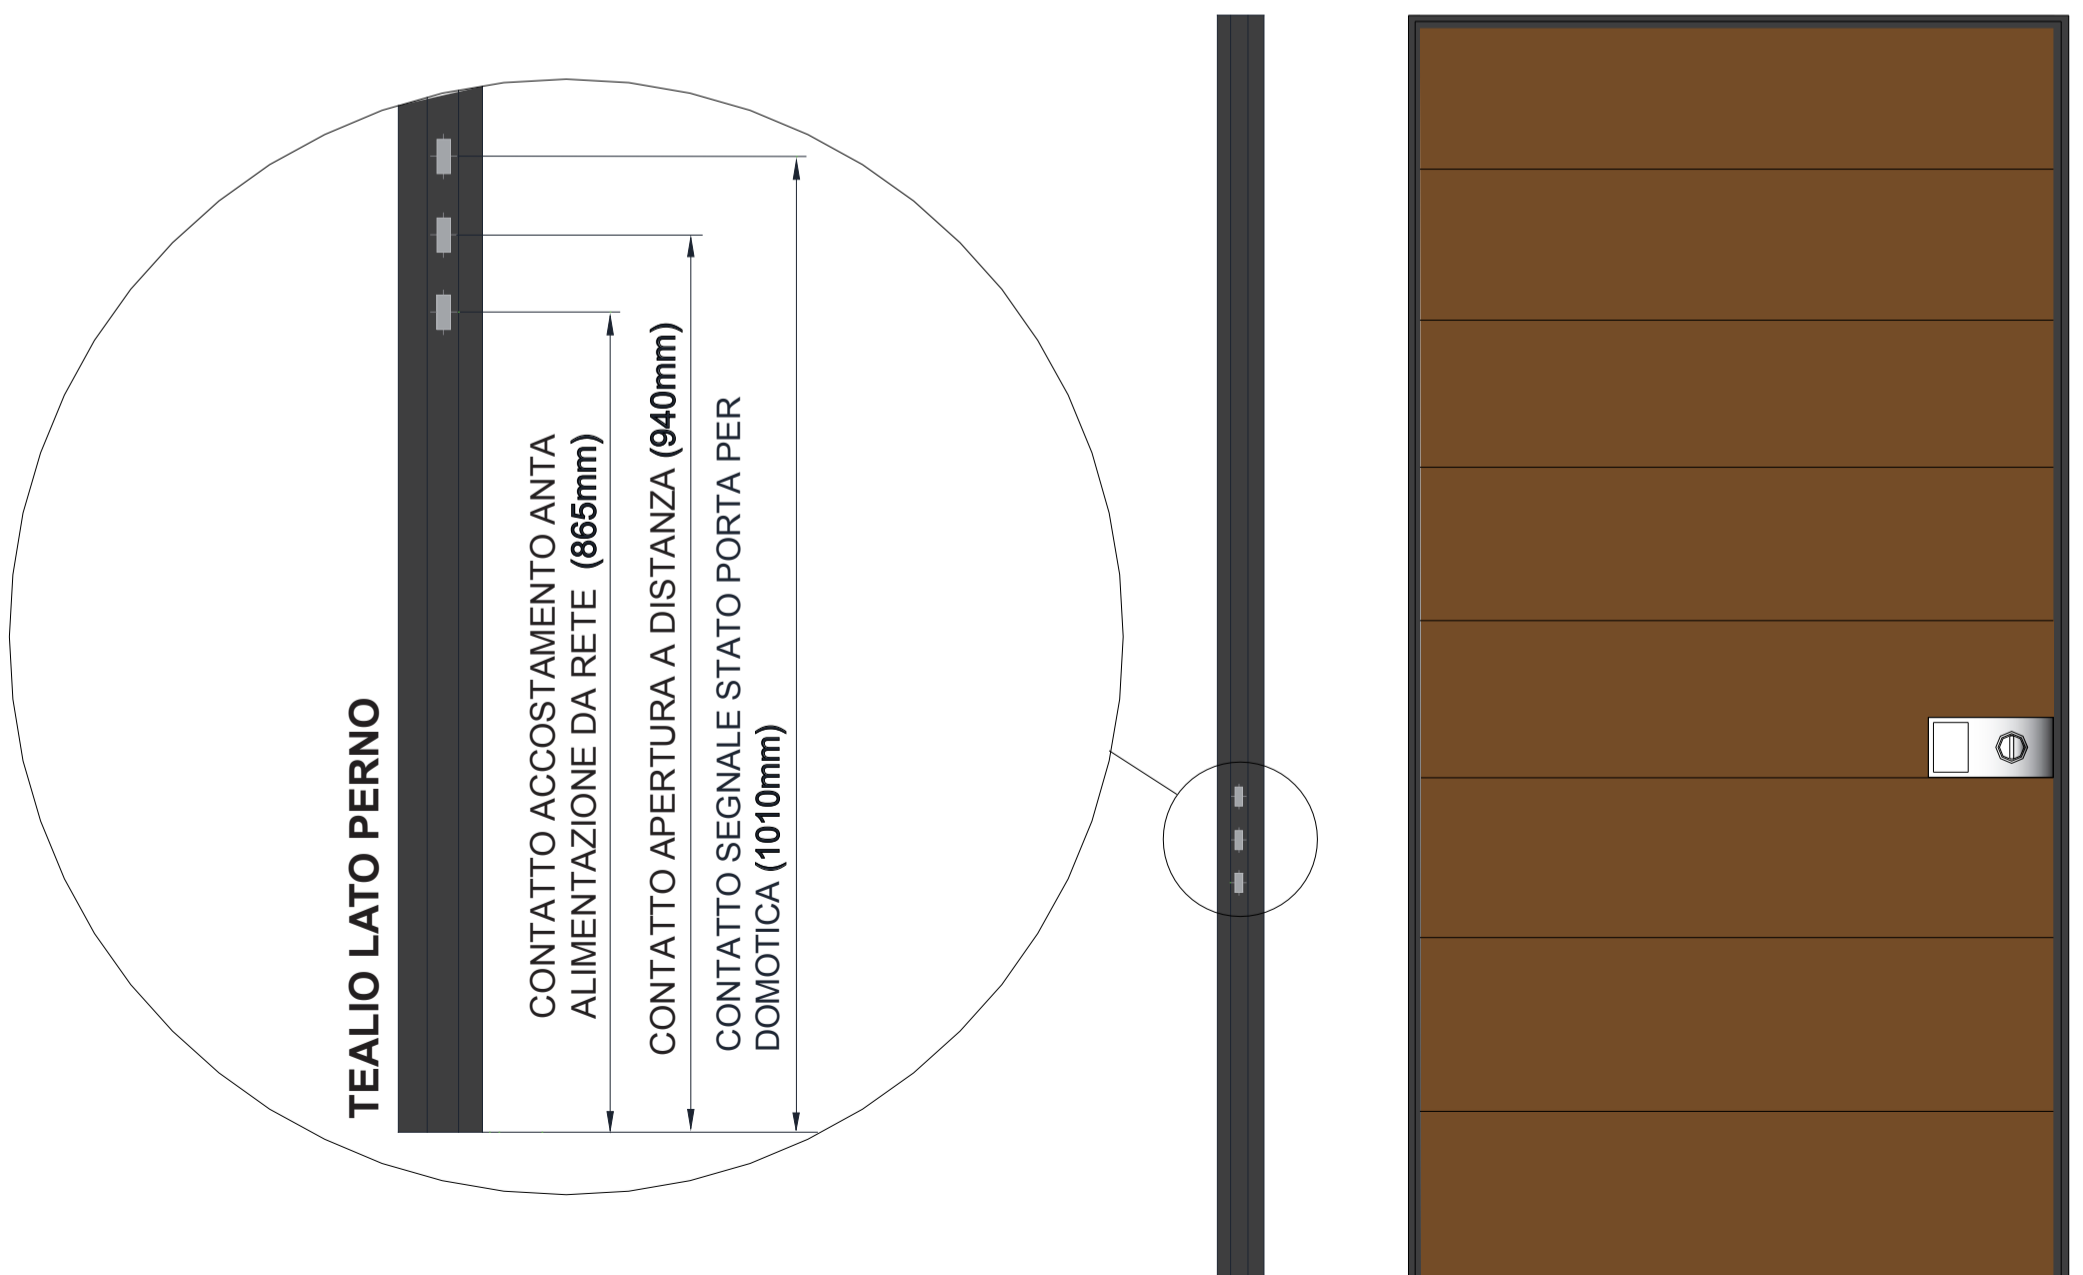 TEALIO LATO PERNO
CONTATTO ACCOSTAMENTO ANTA
ALIMENTAZIONE DA RETE (865mm)
CONTATTO APERTURA A DISTANZA (940mm)
CONTATTO SEGNALE STATO PORTA PER
DOMOTICA (1010mm)